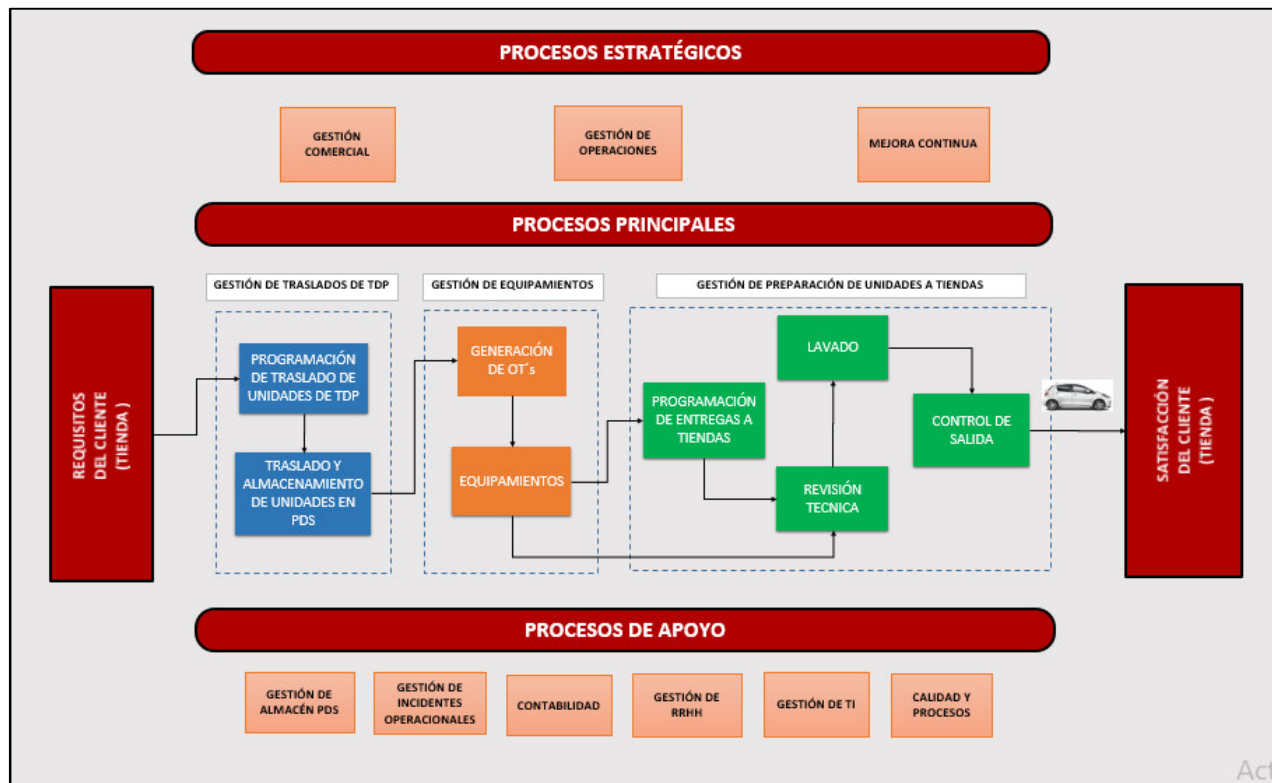 PROCESOS ESTRATÉGICOS
GESTIÓN
COMERCIAL
GESTIÓN DE
OPERACIONES
MEJORA CONTINUA
PROCESOS PRINCIPALES
GESTIÓN DE TRASLADOS DE TDP
GESTIÓN DE EQUIPAMIENTOS
GESTIÓN DE PREPARACIÓN DE UNIDADES A TIENDAS
REQUISITOS
DEL CLIENTE
(TIENDA )
PROGRAMACIÓN
DE TRASLADO DE
UNIDADES DE TDP
TRASLADO Y
ALMACENAMIENTO
DE UNIDADES EN
PDS
GENERACIÓN
DE OT´s
EQUIPAMIENTOS
PROGRAMACIÓN
DE ENTREGAS A
TIENDAS
LAVADO
REVISIÓN
TECNICA
CONTROL DE
SALIDA
SATISFACCIÓN
DEL CLIENTE
(TIENDA )
PROCESOS DE APOYO
GESTIÓN DE
ALMACÉN PDS
GESTIÓN DE
INCIDENTES
OPERACIONALES
CONTABILIDAD
GESTIÓN DE
RRHH
GESTIÓN DE TI
CALIDAD Y
PROCESOS
Act